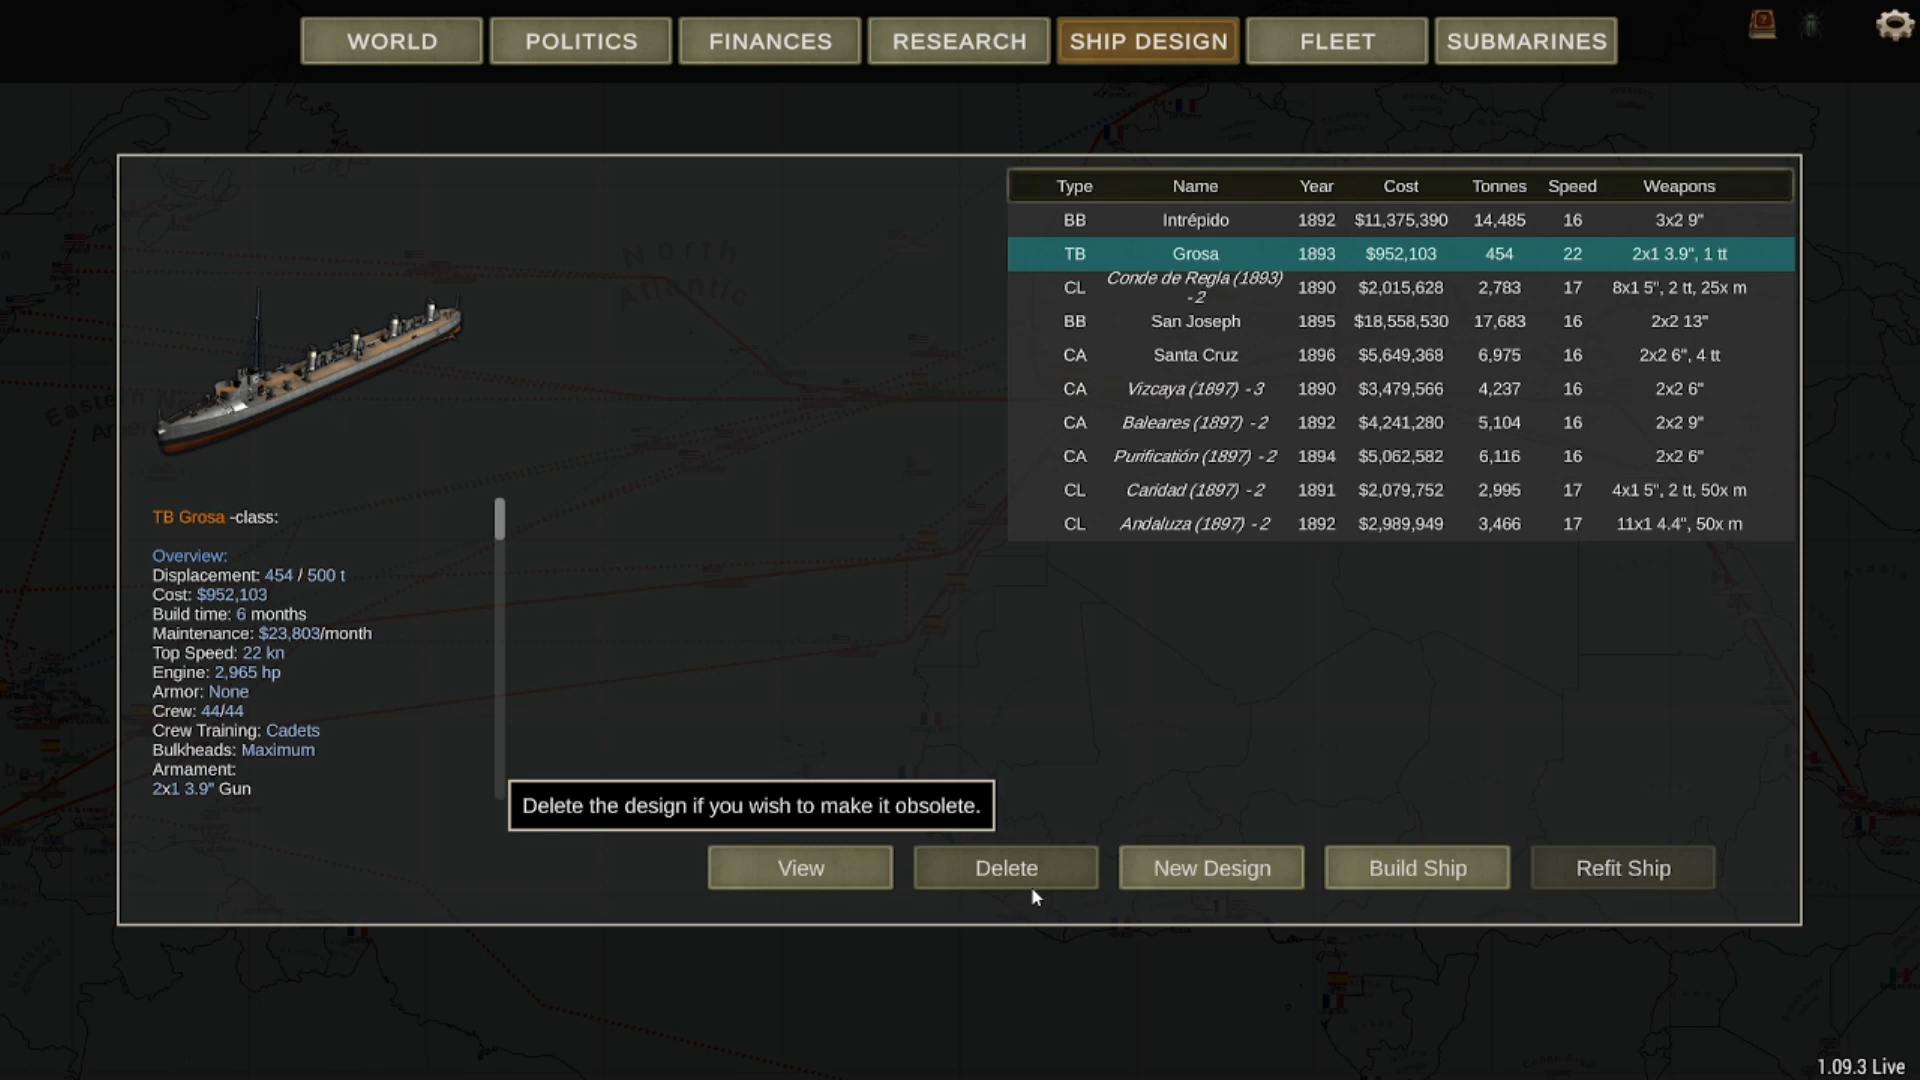 WORLD POLITICS FINANCES RESEARCH SHIP DESIGN FLEET SUBMARINES
North
Atlantic
Type Name Year Cost Tonnes Speed Weapons
BB Intrépido 1892 $11,375,390 14,485 16 3x2 9"
TB Grosa 1893 $952,103 454 22 2x1 3.9", 1 tt
CL Conde de Regla (1893) -2 1890 $2,015,628 2,783 17 8x1 5", 2 tt, 25x m
BB San Joseph 1895 $18,558,530 17,683 16 2x2 13"
CA Santa Cruz 1896 $5,649,368 6,975 16 2x2 6", 4 tt
CA Vizcaya (1897) -3 1890 $3,479,566 4,237 16 2x2 6"
CA Baleares (1897) -2 1892 $4,241,280 5,104 16 2x2 9"
CA Purificatión (1897) -2 1894 $5,062,582 6,116 16 2x2 6"
CL Caridad (1897) -2 1891 $2,079,752 2,995 17 4x1 5", 2 tt, 50x m
CL Andaluza (1897) -2 1892 $2,989,949 3,466 17 11x1 4.4", 50x m
TB Grosa -class:
Overview:
Displacement: 454 / 500 t
Cost: $952,103
Build time: 6 months
Maintenance: $23,803/month
Top Speed: 22 kn
Engine: 2,965 hp
Armor: None
Crew: 44/44
Crew Training: Cadets
Bulkheads: Maximum
Armament:
2x1 3.9" Gun
Delete the design if you wish to make it obsolete.
View Delete New Design Build Ship Refit Ship
1.09.3 Live